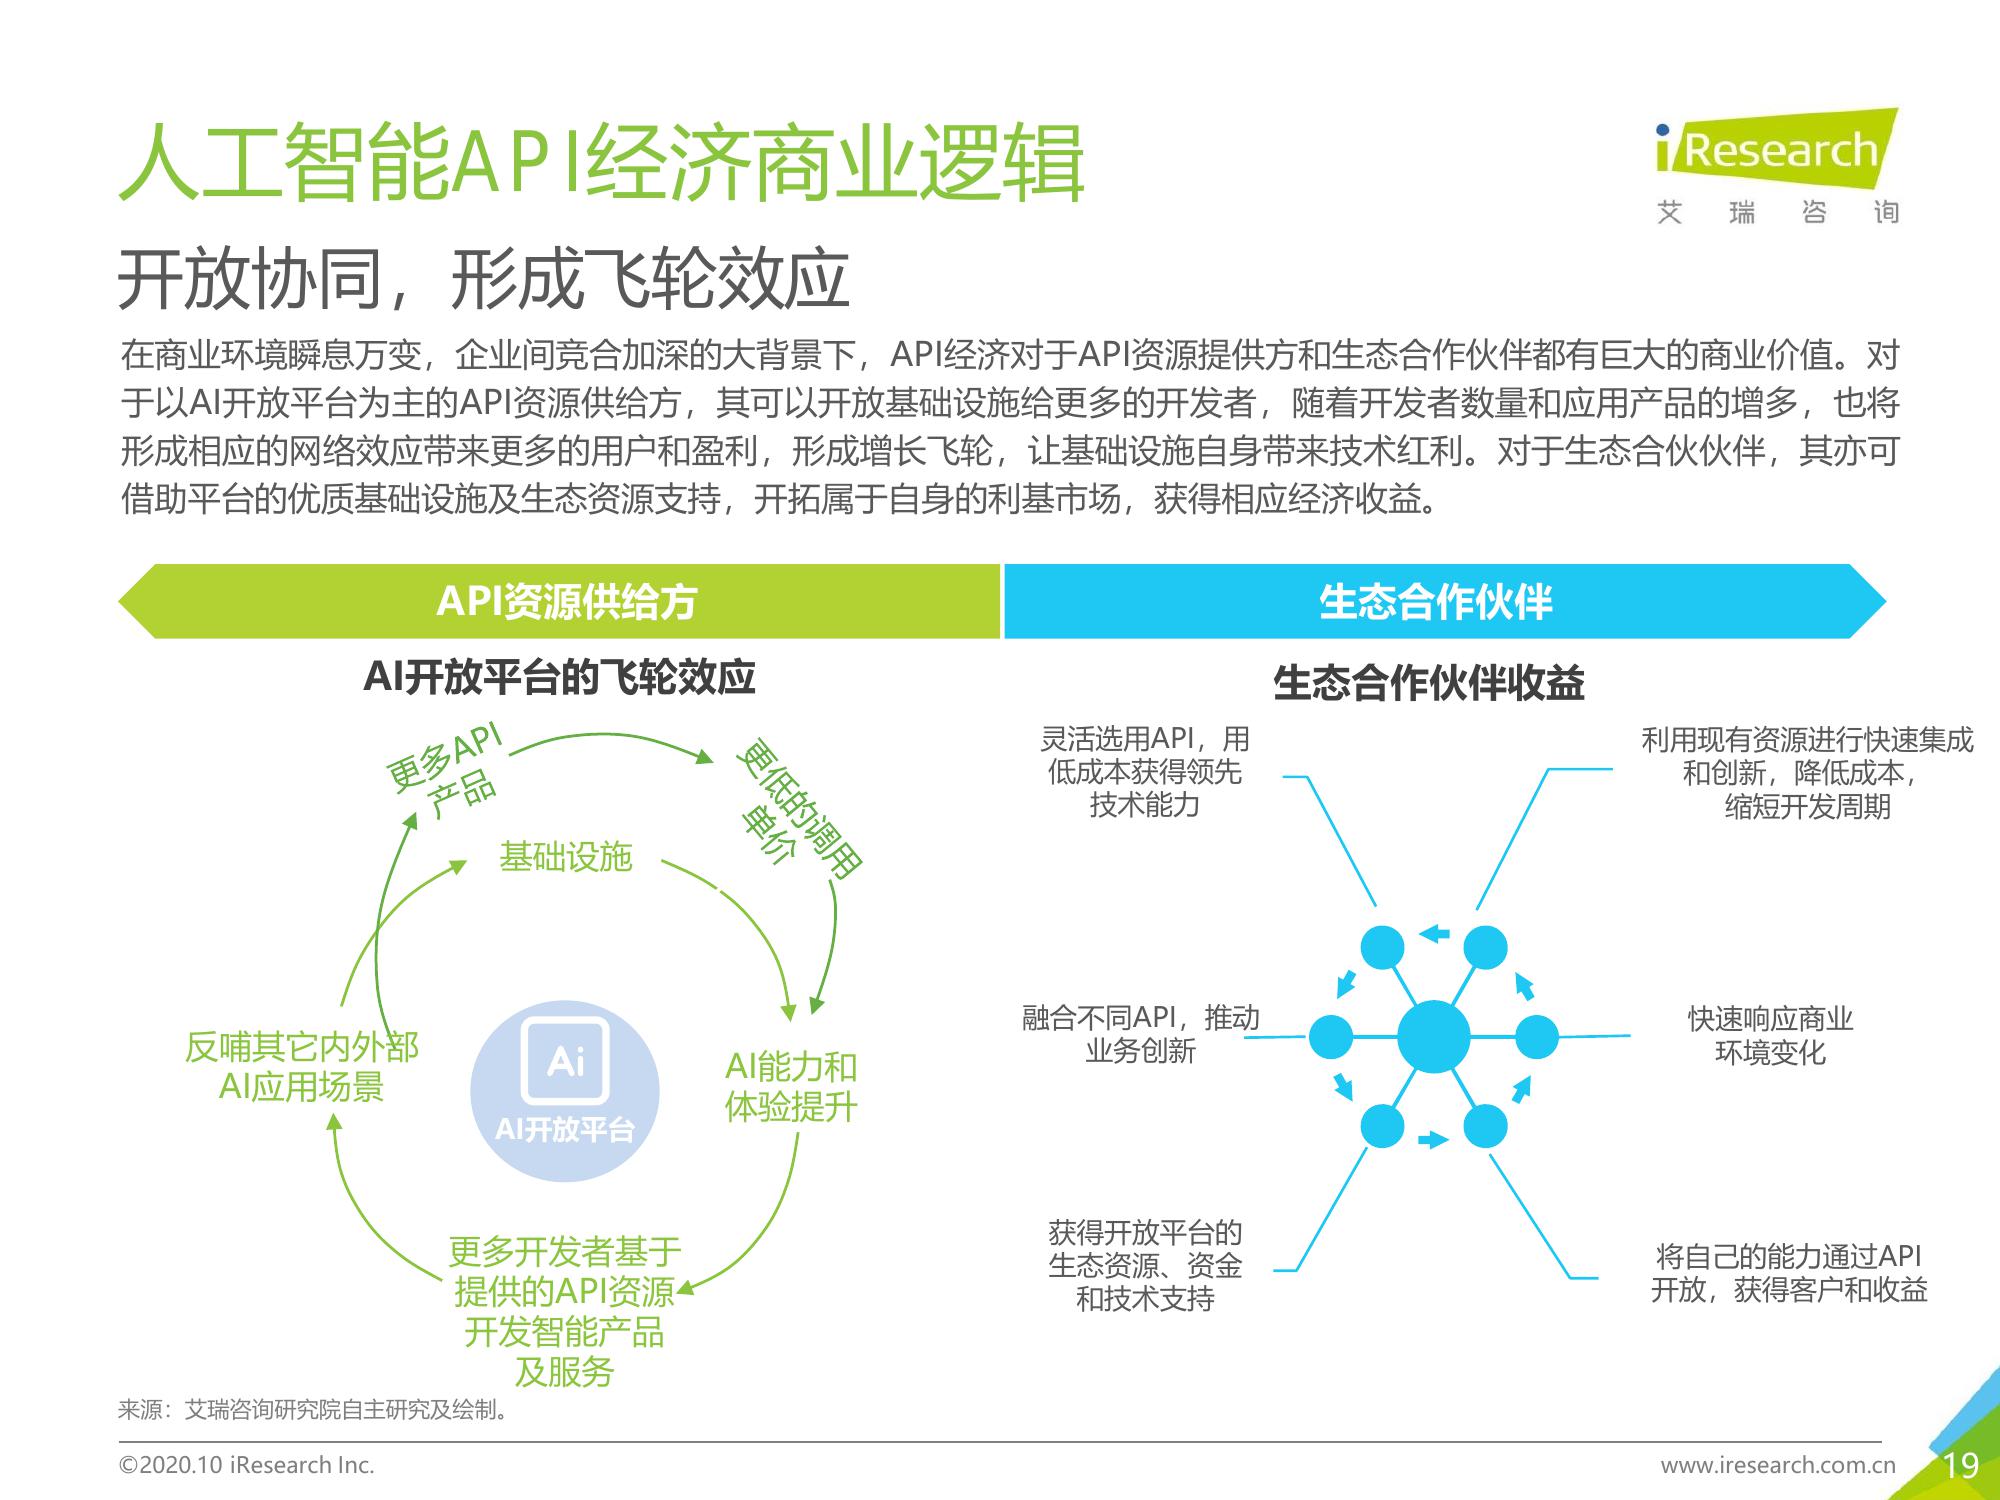 人工智能API经济商业逻辑
iResearch
艾瑞咨询
开放协同，形成飞轮效应
在商业环境瞬息万变，企业间竞合加深的大背景下，API经济对于API资源提供方和生态合作伙伴都有巨大的商业价值。对
于以AI开放平台为主的API资源供给方，其可以开放基础设施给更多的开发者，随着开发者数量和应用产品的增多，也将
形成相应的网络效应带来更多的用户和盈利，形成增长飞轮，让基础设施自身带来技术红利。对于生态合伙伙伴，其亦可
借助平台的优质基础设施及生态资源支持，开拓属于自身的利基市场，获得相应经济收益。
API资源供给方
生态合作伙伴
AI开放平台的飞轮效应
更多API
产品
更低的调用
单价
基础设施
反哺其它内外部
AI应用场景
Ai
AI开放平台
AI能力和
体验提升
更多开发者基于
提供的API资源
开发智能产品
及服务
生态合作伙伴收益
灵活选用API，用
低成本获得领先
技术能力
利用现有资源进行快速集成
和创新，降低成本，
缩短开发周期
融合不同API，推动
业务创新
快速响应商业
环境变化
获得开放平台的
生态资源、资金
和技术支持
将自己的能力通过API
开放，获得客户和收益
来源：艾瑞咨询研究院自主研究及绘制。
©2020.10 iResearch Inc.
www.iresearch.com.cn
19